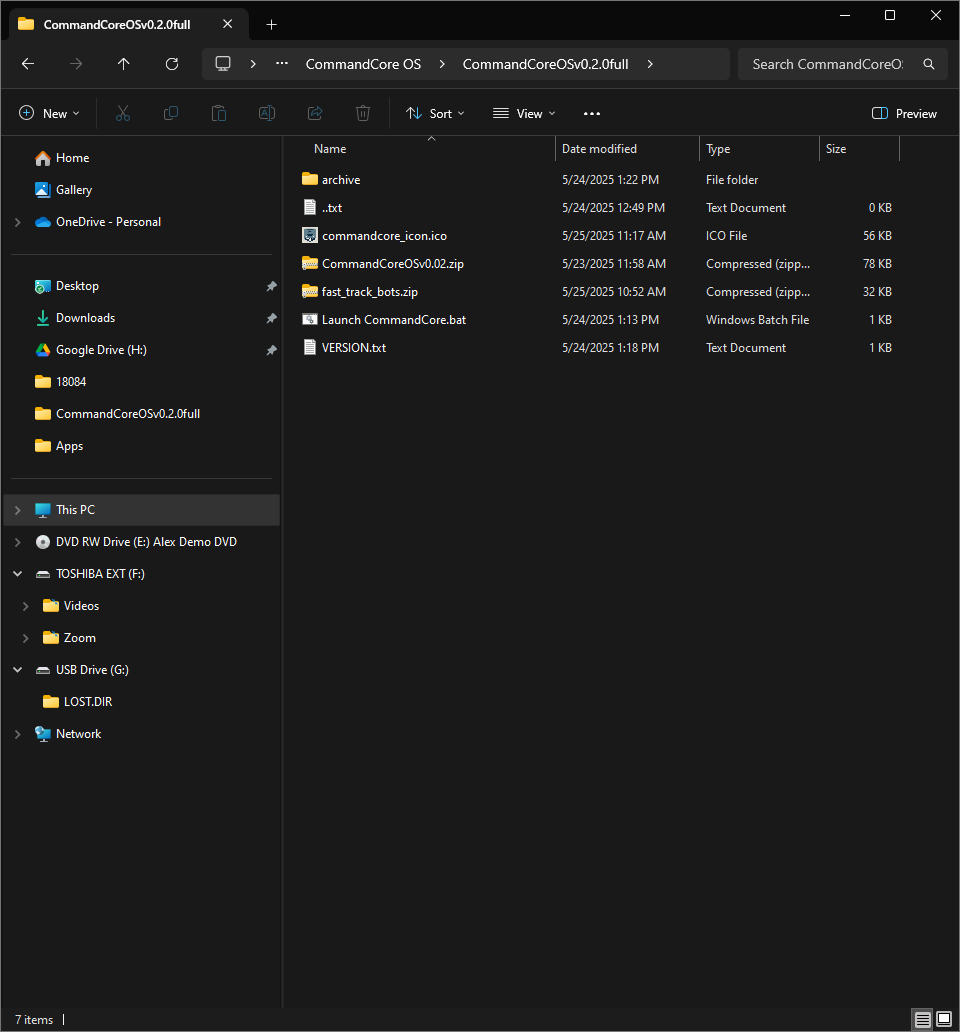 CommandCoreOSv0.2.0full
CommandCore OS CommandCoreOSv0.2.0full Search CommandCoreO
New Sort View Preview
Name Date modified Type Size
Home
Gallery
OneDrive - Personal
Desktop
Downloads
Google Drive (H:)
18084
CommandCoreOSv0.2.0full
Apps
This PC
DVD RW Drive (E:) Alex Demo DVD
TOSHIBA EXT (F:)
Videos
Zoom
USB Drive (G:)
LOST.DIR
Network
archive 5/24/2025 1:22 PM File folder
..txt 5/24/2025 12:49 PM Text Document 0 KB
commandcore_icon.ico 5/25/2025 11:17 AM ICO File 56 KB
CommandCoreOSv0.02.zip 5/23/2025 11:58 AM Compressed (zipp... 78 KB
fast_track_bots.zip 5/25/2025 10:52 AM Compressed (zipp... 32 KB
Launch CommandCore.bat 5/24/2025 1:13 PM Windows Batch File 1 KB
VERSION.txt 5/24/2025 1:18 PM Text Document 1 KB
7 items